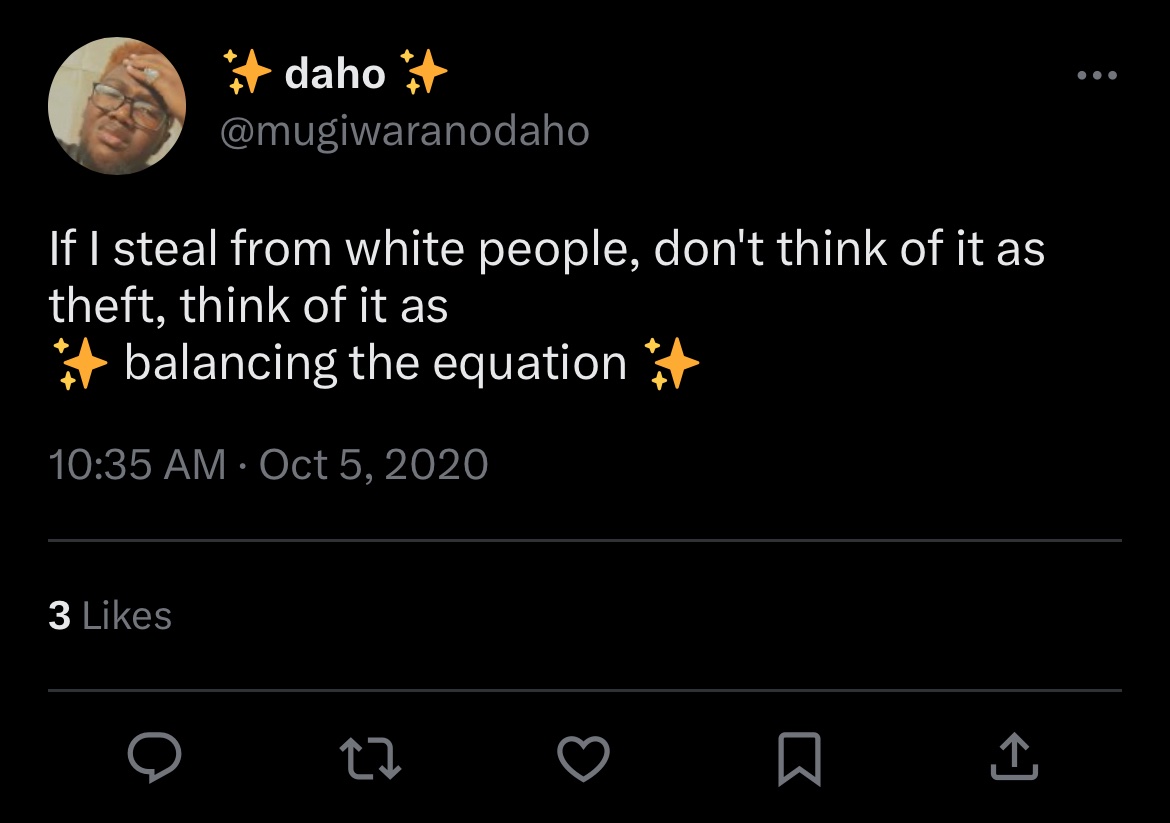 ✨ daho ✨
@mugiwaranodaho
If I steal from white people, don't think of it as
theft, think of it as
✨ balancing the equation ✨
10:35 AM · Oct 5, 2020
3 Likes